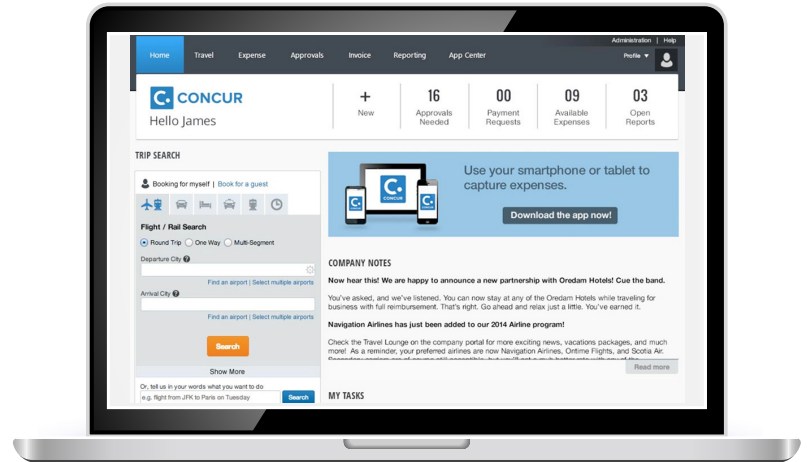 Administration | Help
Home Travel Expense Approvals Invoice Reporting App Center Profile
C. CONCUR
Hello James
+ 16 00 09 03
New Approvals Needed Payment Requests Available Expenses Open Reports
TRIP SEARCH
Booking for myself | Book for a guest
Flight / Rail Search
Round Trip One Way Multi-Segment
Departure City ?
Find an airport | Select multiple airports
Arrival City ?
Find an airport | Select multiple airports
Search
Show More
Or, tell us in your words what you want to do
e.g. flight from JFK to Paris on Tuesday Search
C.
C.
CONCUR
C.
Use your smartphone or tablet to
capture expenses.
Download the app now!
COMPANY NOTES
Now hear this! We are happy to announce a new partnership with Oredam Hotels! Cue the band.
You've asked, and we've listened. You can now stay at any of the Oredam Hotels while traveling for
business with full reimbursement. That's right. Go ahead and relax just a little. You've earned it.
Navigation Airlines has just been added to our 2014 Airline program!
Check the Travel Lounge on the company portal for more exciting news, vacations packages, and much
more! As a reminder, your preferred airlines are now Navigation Airlines, Ontime Flights, and Scotia Air.
Read more
MY TASKS